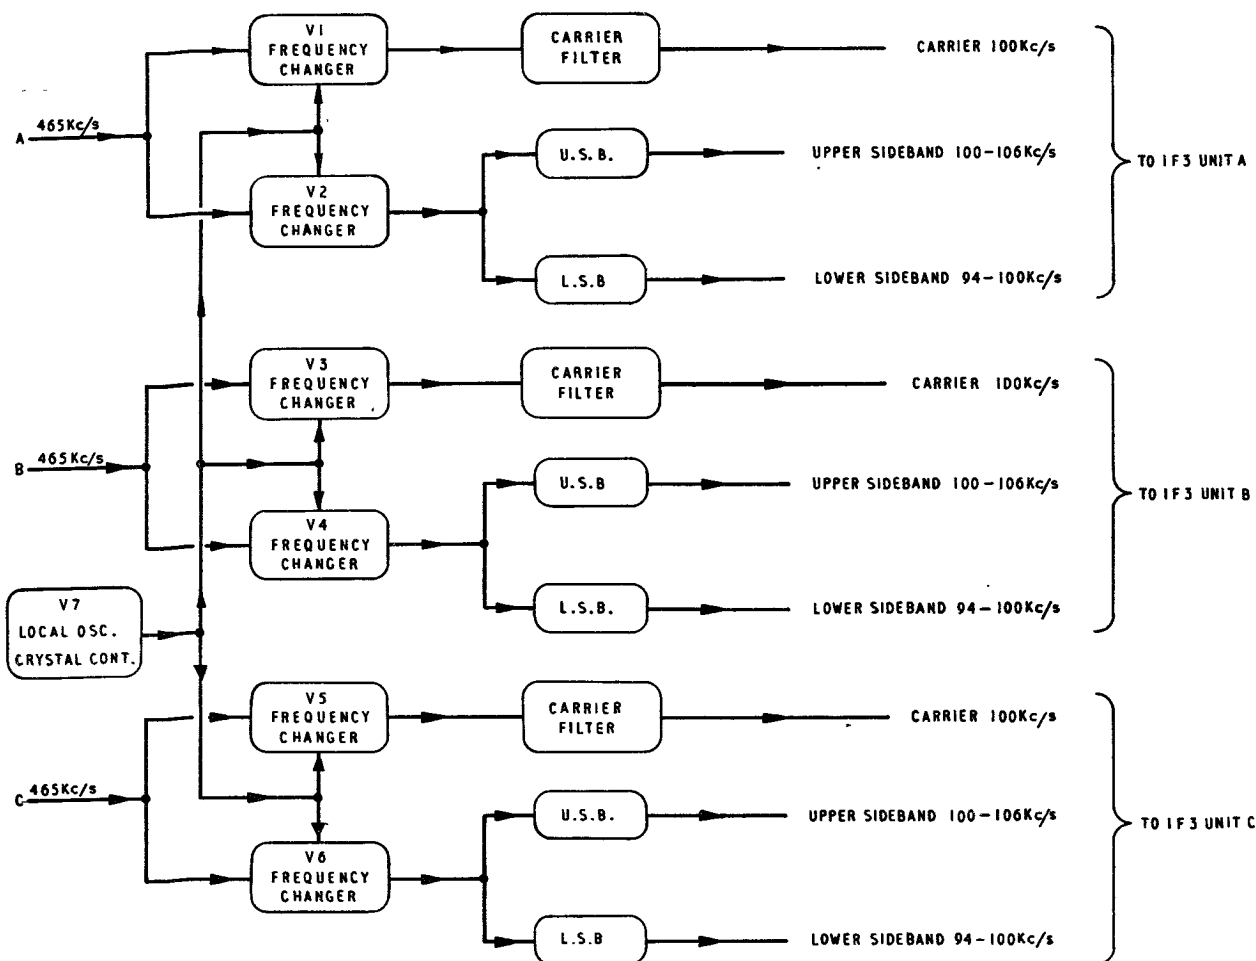 V1
FREQUENCY
CHANGER
CARRIER
FILTER
CARRIER 100Kc/s
A 465Kc/s
U.S.B.
UPPER SIDEBAND 100-106Kc/s
TO IF3 UNIT A
V2
FREQUENCY
CHANGER
L.S.B
LOWER SIDEBAND 94-100Kc/s
V3
FREQUENCY
CHANGER
CARRIER
FILTER
CARRIER 100Kc/s
B 465Kc/s
U.S.B
UPPER SIDEBAND 100-106Kc/s
TO IF3 UNIT B
V4
FREQUENCY
CHANGER
L.S.B.
LOWER SIDEBAND 94-100Kc/s
V7
LOCAL OSC.
CRYSTAL CONT.
V5
FREQUENCY
CHANGER
CARRIER
FILTER
CARRIER 100Kc/s
C 465Kc/s
U.S.B.
UPPER SIDEBAND 100-106Kc/s
TO IF3 UNIT C
V6
FREQUENCY
CHANGER
L.S.B
LOWER SIDEBAND 94-100Kc/s